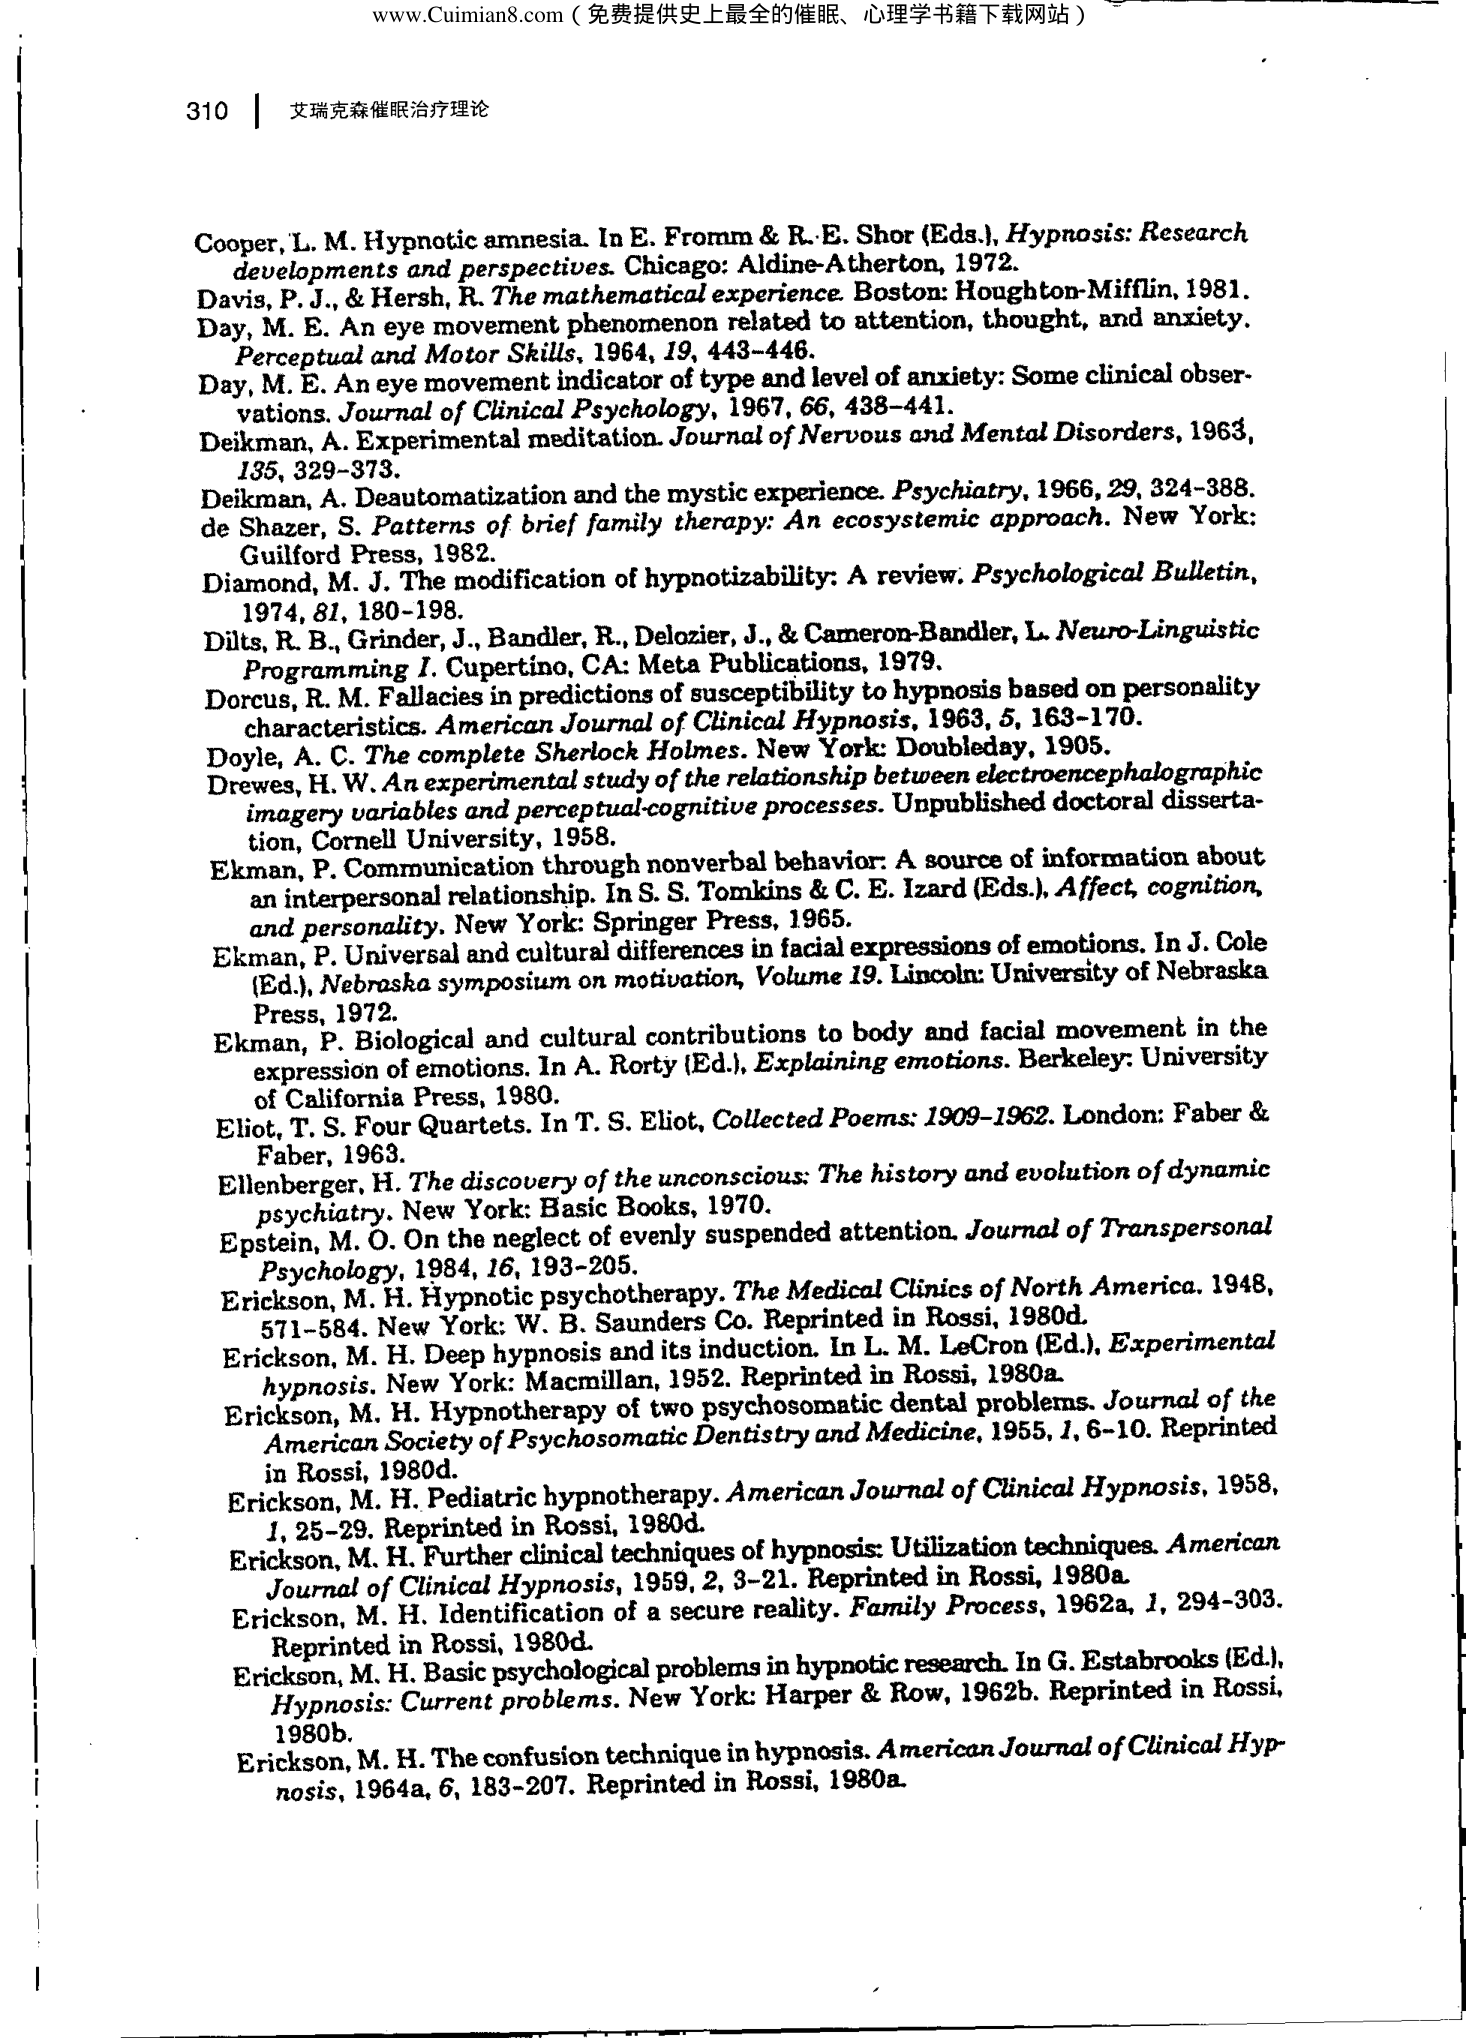 www.Cuimian8.com（免费提供史上最全的催眠、心理学书籍下载网站）
310 | 艾瑞克森催眠治疗理论
Cooper, L. M. Hypnotic amnesia. In E. Fromm & R. E. Shor (Eds.), Hypnosis: Research
developments and perspectives. Chicago: Aldine-Atherton, 1972.
Davis, P. J., & Hersh, R. The mathematical experience. Boston: Houghton-Mifflin, 1981.
Day, M. E. An eye movement phenomenon related to attention, thought, and anxiety.
Perceptual and Motor Skills, 1964, 19, 443–446.
Day, M. E. An eye movement indicator of type and level of anxiety: Some clinical obser-
vations. Journal of Clinical Psychology, 1967, 66, 438–441.
Deikman, A. Experimental meditation. Journal of Nervous and Mental Disorders, 1963,
135, 329–373.
Deikman, A. Deautomatization and the mystic experience. Psychiatry, 1966, 29, 324–388.
de Shazer, S. Patterns of brief family therapy: An ecosystemic approach. New York:
Guilford Press, 1982.
Diamond, M. J. The modification of hypnotizability: A review. Psychological Bulletin,
1974, 81, 180–198.
Dilts, R. B., Grinder, J., Bandler, R., Delozier, J., & Cameron-Bandler, L. Neuro-Linguistic
Programming I. Cupertino, CA: Meta Publications, 1979.
Dorcus, R. M. Fallacies in predictions of susceptibility to hypnosis based on personality
characteristics. American Journal of Clinical Hypnosis, 1963, 5, 163–170.
Doyle, A. C. The complete Sherlock Holmes. New York: Doubleday, 1905.
Drewes, H. W. An experimental study of the relationship between electroencephalographic
imagery variables and perceptual-cognitive processes. Unpublished doctoral disserta-
tion, Cornell University, 1958.
Ekman, P. Communication through nonverbal behavior: A source of information about
an interpersonal relationship. In S. S. Tomkins & C. E. Izard (Eds.), Affect, cognition,
and personality. New York: Springer Press, 1965.
Ekman, P. Universal and cultural differences in facial expressions of emotions. In J. Cole
(Ed.), Nebraska symposium on motivation, Volume 19. Lincoln: University of Nebraska
Press, 1972.
Ekman, P. Biological and cultural contributions to body and facial movement in the
expression of emotions. In A. Rorty (Ed.), Explaining emotions. Berkeley: University
of California Press, 1980.
Eliot, T. S. Four Quartets. In T. S. Eliot, Collected Poems: 1909–1962. London: Faber &
Faber, 1963.
Ellenberger, H. The discovery of the unconscious: The history and evolution of dynamic
psychiatry. New York: Basic Books, 1970.
Epstein, M. O. On the neglect of evenly suspended attention. Journal of Transpersonal
Psychology, 1984, 16, 193–205.
Erickson, M. H. Hypnotic psychotherapy. The Medical Clinics of North America. 1948,
571–584. New York: W. B. Saunders Co. Reprinted in Rossi, 1980d.
Erickson, M. H. Deep hypnosis and its induction. In L. M. LeCron (Ed.), Experimental
hypnosis. New York: Macmillan, 1952. Reprinted in Rossi, 1980a.
Erickson, M. H. Hypnotherapy of two psychosomatic dental problems. Journal of the
American Society of Psychosomatic Dentistry and Medicine, 1955, 1, 6–10. Reprinted
in Rossi, 1980d.
Erickson, M. H. Pediatric hypnotherapy. American Journal of Clinical Hypnosis, 1958,
1, 25–29. Reprinted in Rossi, 1980d.
Erickson, M. H. Further clinical techniques of hypnosis: Utilization techniques. American
Journal of Clinical Hypnosis, 1959, 2, 3–21. Reprinted in Rossi, 1980a.
Erickson, M. H. Identification of a secure reality. Family Process, 1962a, 1, 294–303.
Reprinted in Rossi, 1980d.
Erickson, M. H. Basic psychological problems in hypnotic research. In G. Estabrooks (Ed.),
Hypnosis: Current problems. New York: Harper & Row, 1962b. Reprinted in Rossi,
1980b.
Erickson, M. H. The confusion technique in hypnosis. American Journal of Clinical Hyp-
nosis, 1964a, 6, 183–207. Reprinted in Rossi, 1980a.